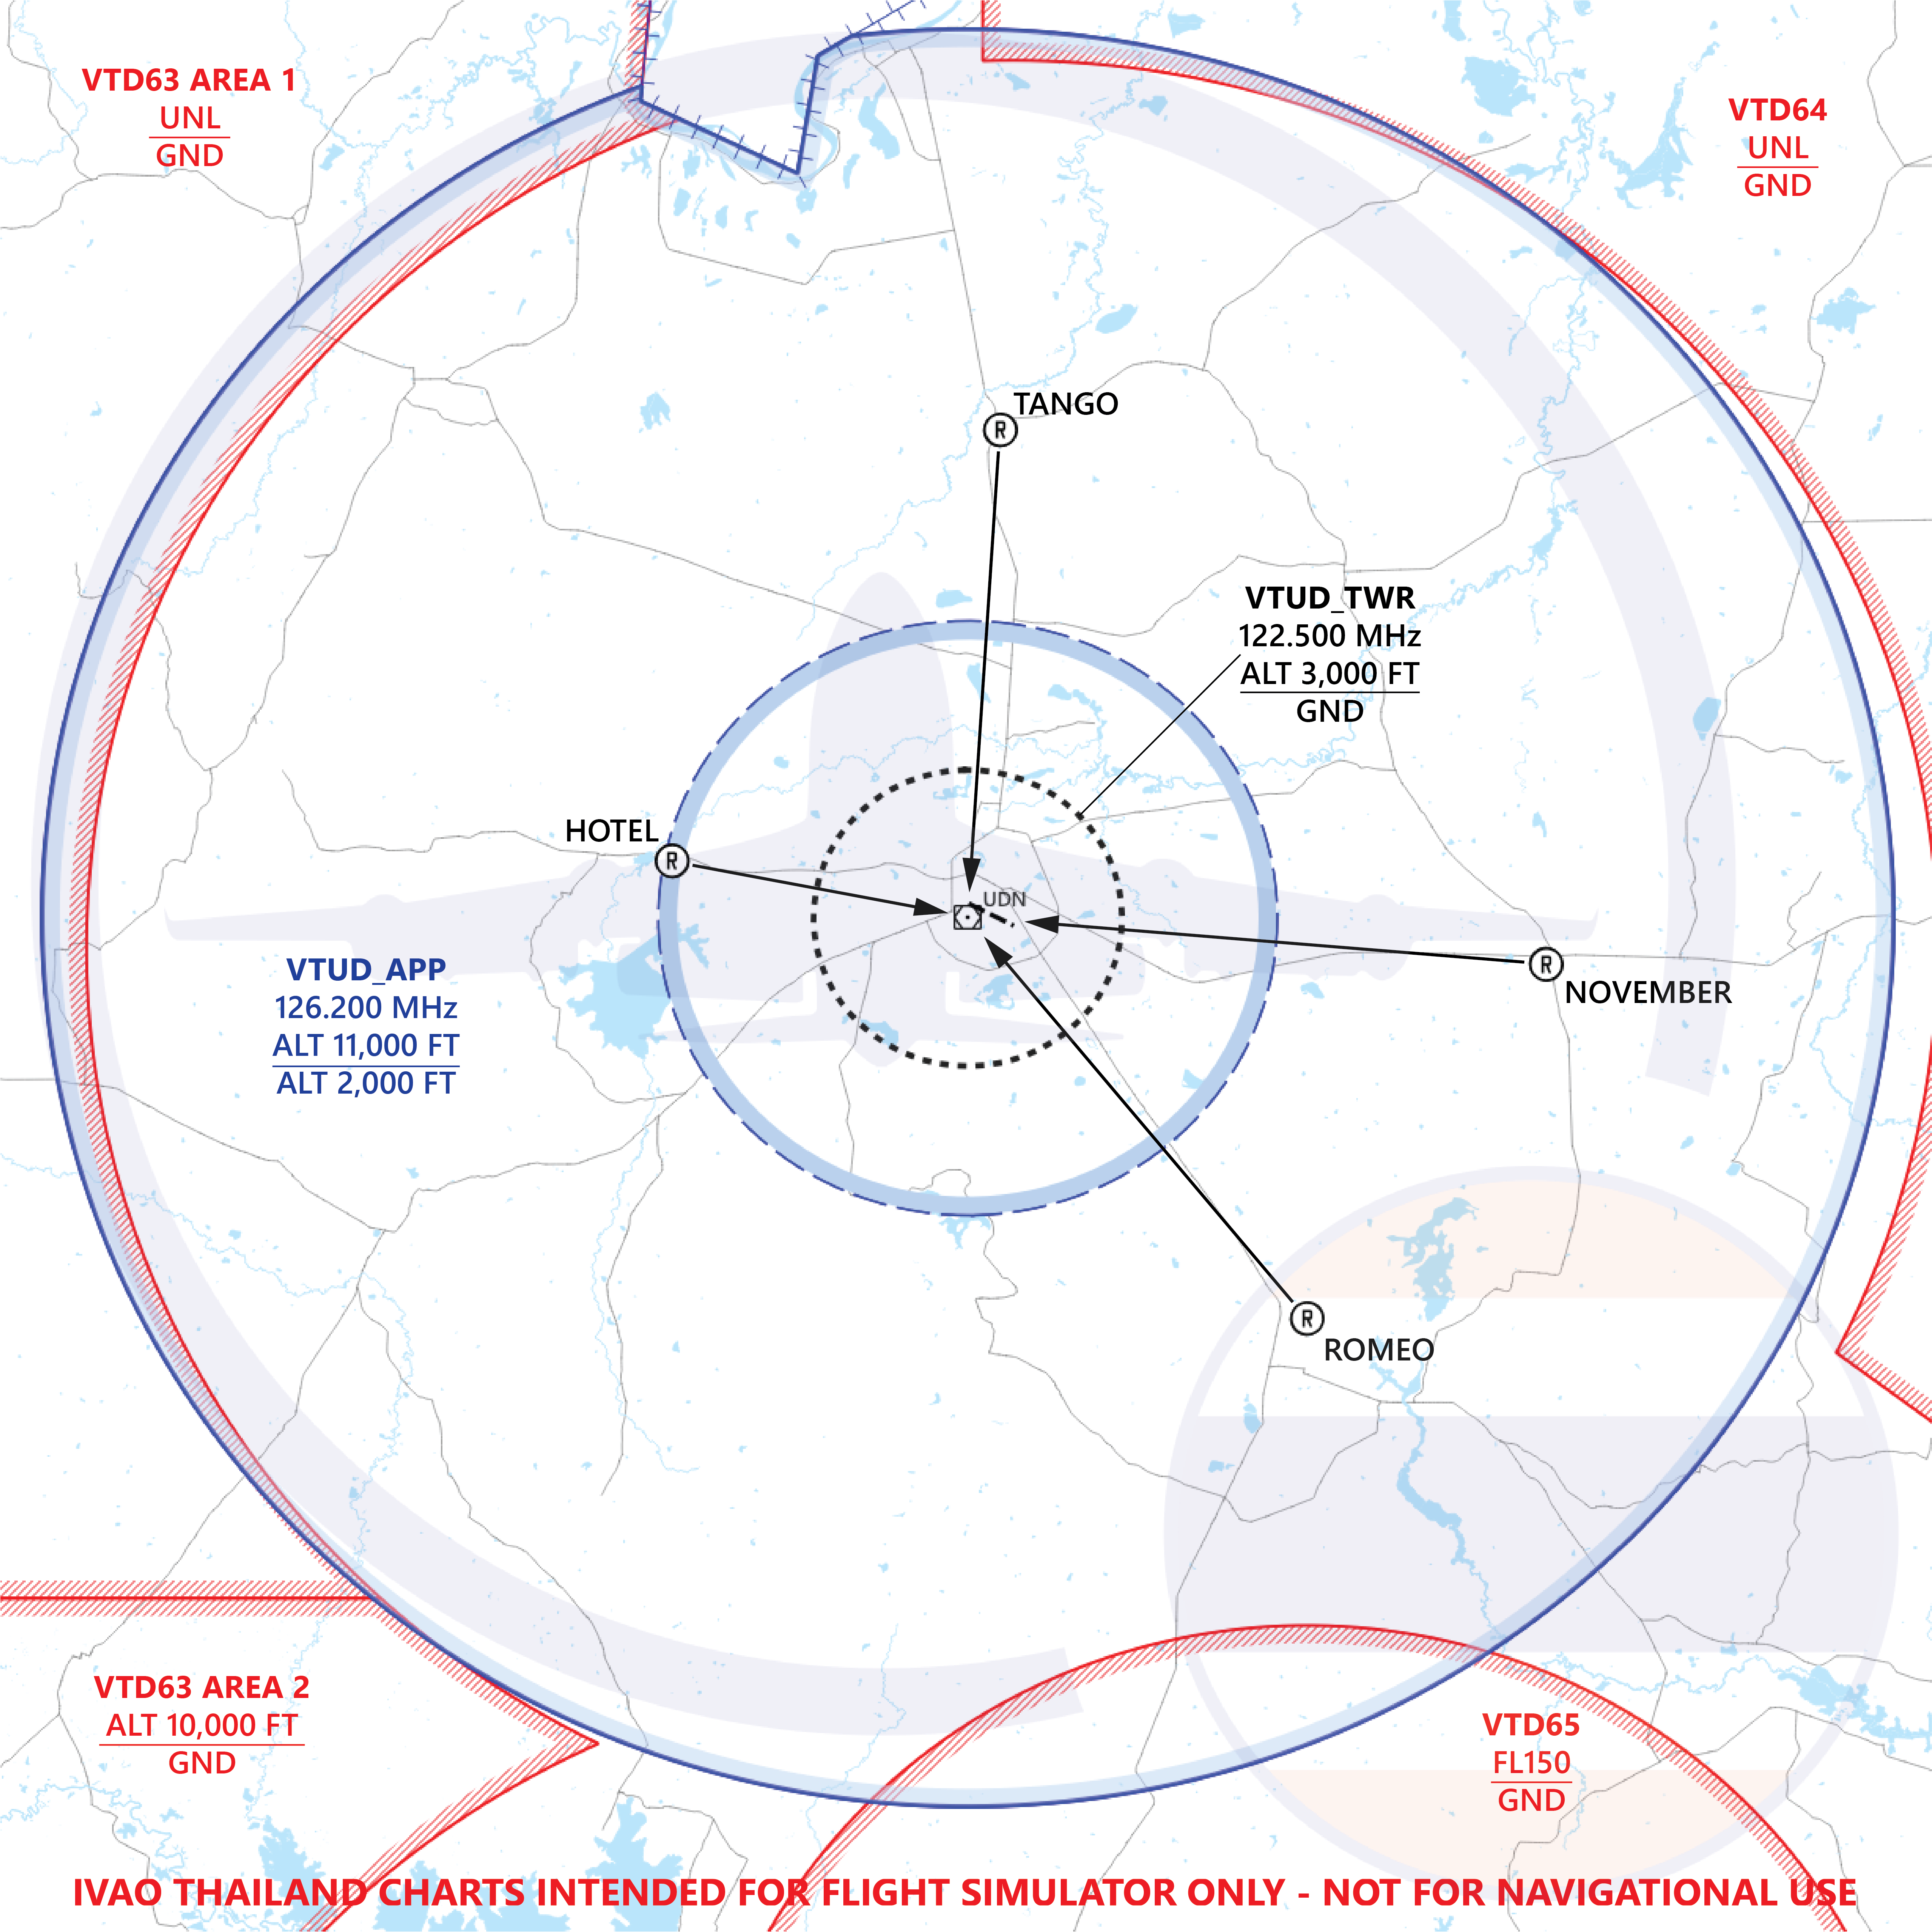 VTD63 AREA 1
UNL
GND
VTD64
UNL
GND
TANGO
R
VTUD_TWR
122.500 MHz
ALT 3,000 FT
GND
HOTEL
R
UDN
VTUD_APP
126.200 MHz
ALT 11,000 FT
ALT 2,000 FT
R
NOVEMBER
R
ROMEO
VTD63 AREA 2
ALT 10,000 FT
GND
VTD65
FL150
GND
IVAO THAILAND CHARTS INTENDED FOR FLIGHT SIMULATOR ONLY - NOT FOR NAVIGATIONAL USE